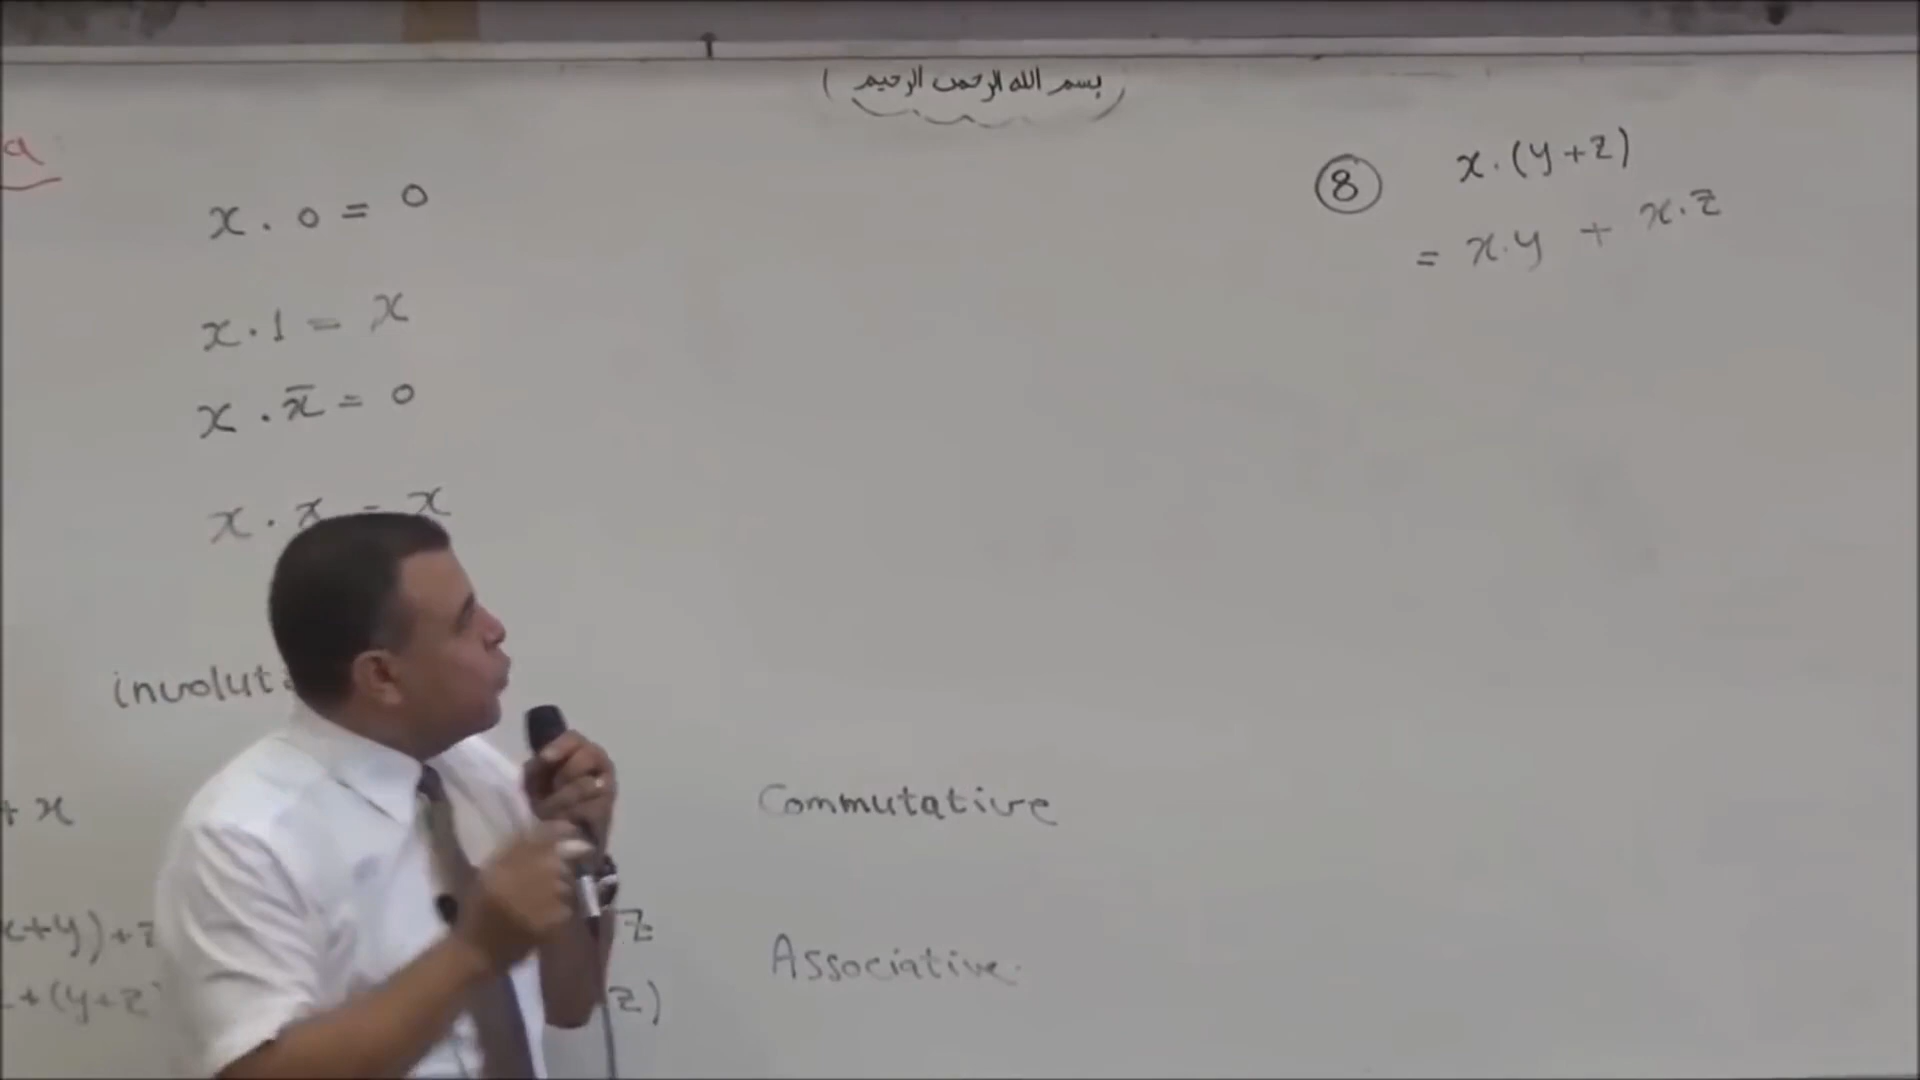 بسم الله الرحمن الرحيم
a
x . 0 = 0
x . 1 = x
x . x̄ = 0
x . x = x
involut
+ x
Commutative
x+y)+z
z
Associative.
+(y+z
z)
⑧ x.(y+z)
= x.y + x.z